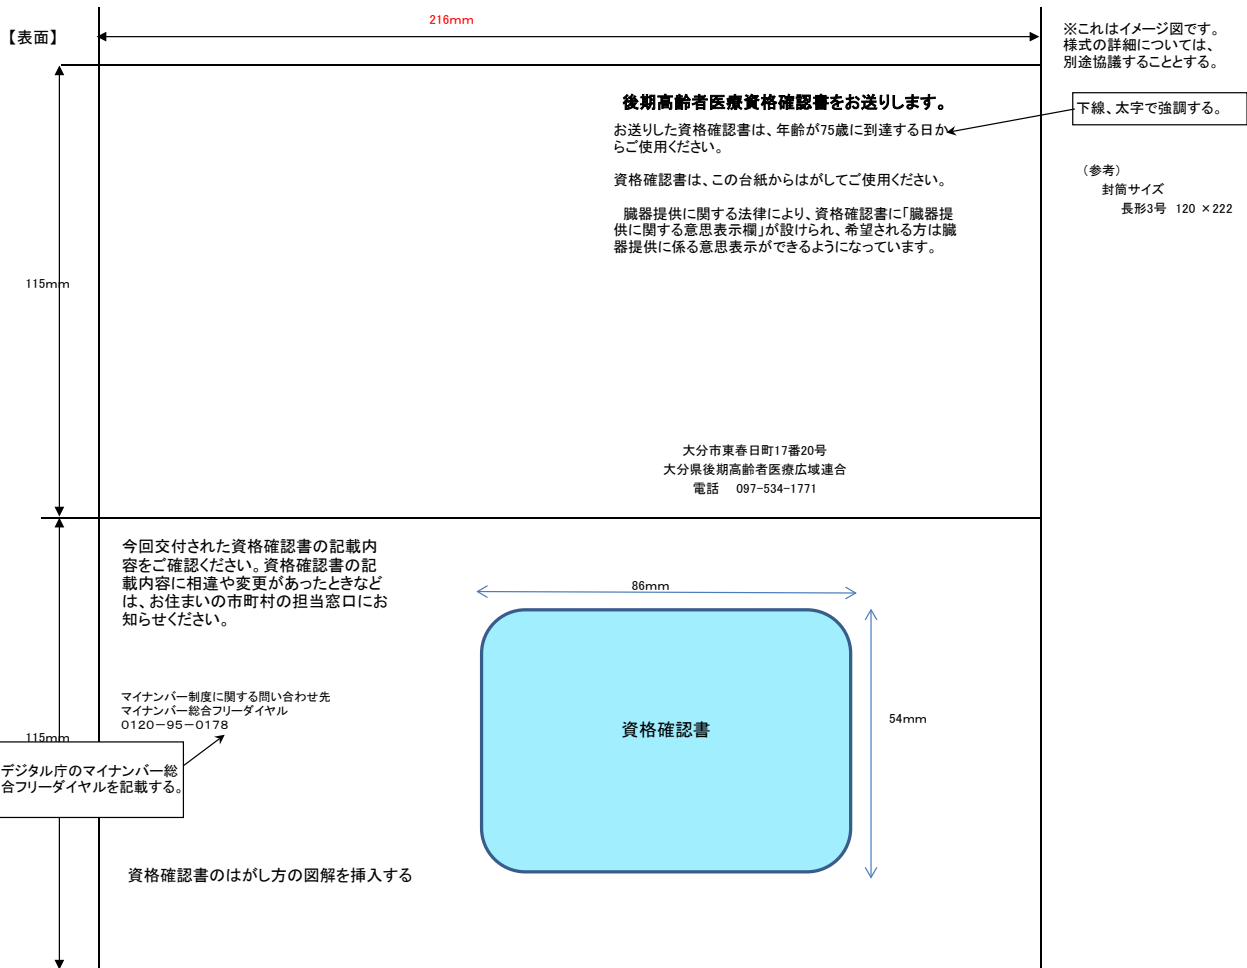 216mm
【表面】
※これはイメージ図です。
様式の詳細については、
別途協議することとする。
後期高齢者医療資格確認書をお送りします。
下線、太字で強調する。
お送りした資格確認書は、年齢が75歳に到達する日か
らご使用ください。
資格確認書は、この台紙からはがしてご使用ください。
（参考）
封筒サイズ
長形3号 120 ×222
臓器提供に関する法律により、資格確認書に「臓器提
供に関する意思表示欄」が設けられ、希望される方は臓
器提供に係る意思表示ができるようになっています。
115mm
大分市東春日町17番20号
大分県後期高齢者医療広域連合
電話 097-534-1771
今回交付された資格確認書の記載内
容をご確認ください。資格確認書の記
載内容に相違や変更があったときなど
は、お住まいの市町村の担当窓口にお
知らせください。
86mm
マイナンバー制度に関する問い合わせ先
マイナンバー総合フリーダイヤル
0120－95－0178
資格確認書
54mm
115mm
デジタル庁のマイナンバー総
合フリーダイヤルを記載する。
資格確認書のはがし方の図解を挿入する